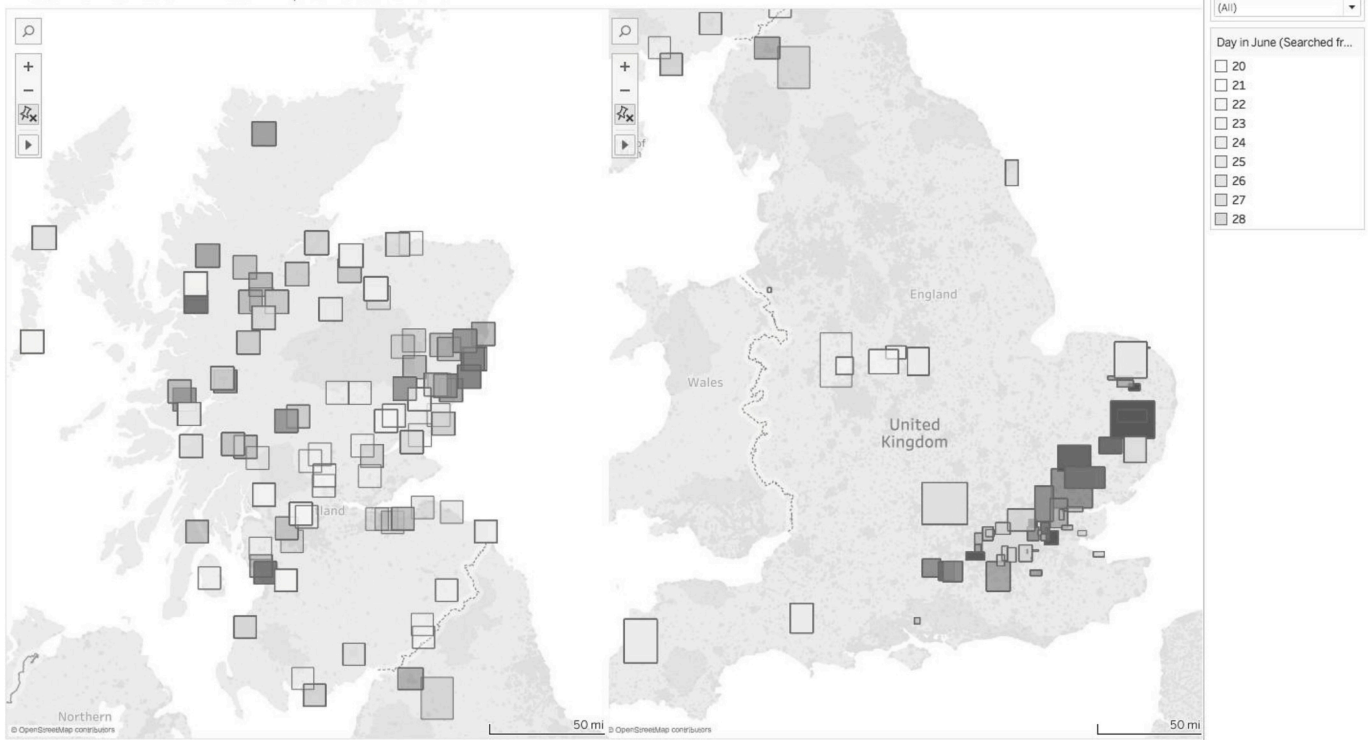 (All)
Day in June (Searched fr...
20
21
22
23
24
25
26
27
28
land
Northern
© OpenStreetMap contributors
50 mi
of
England
Wales
United
Kingdom
© OpenStreetMap contributors
50 mi